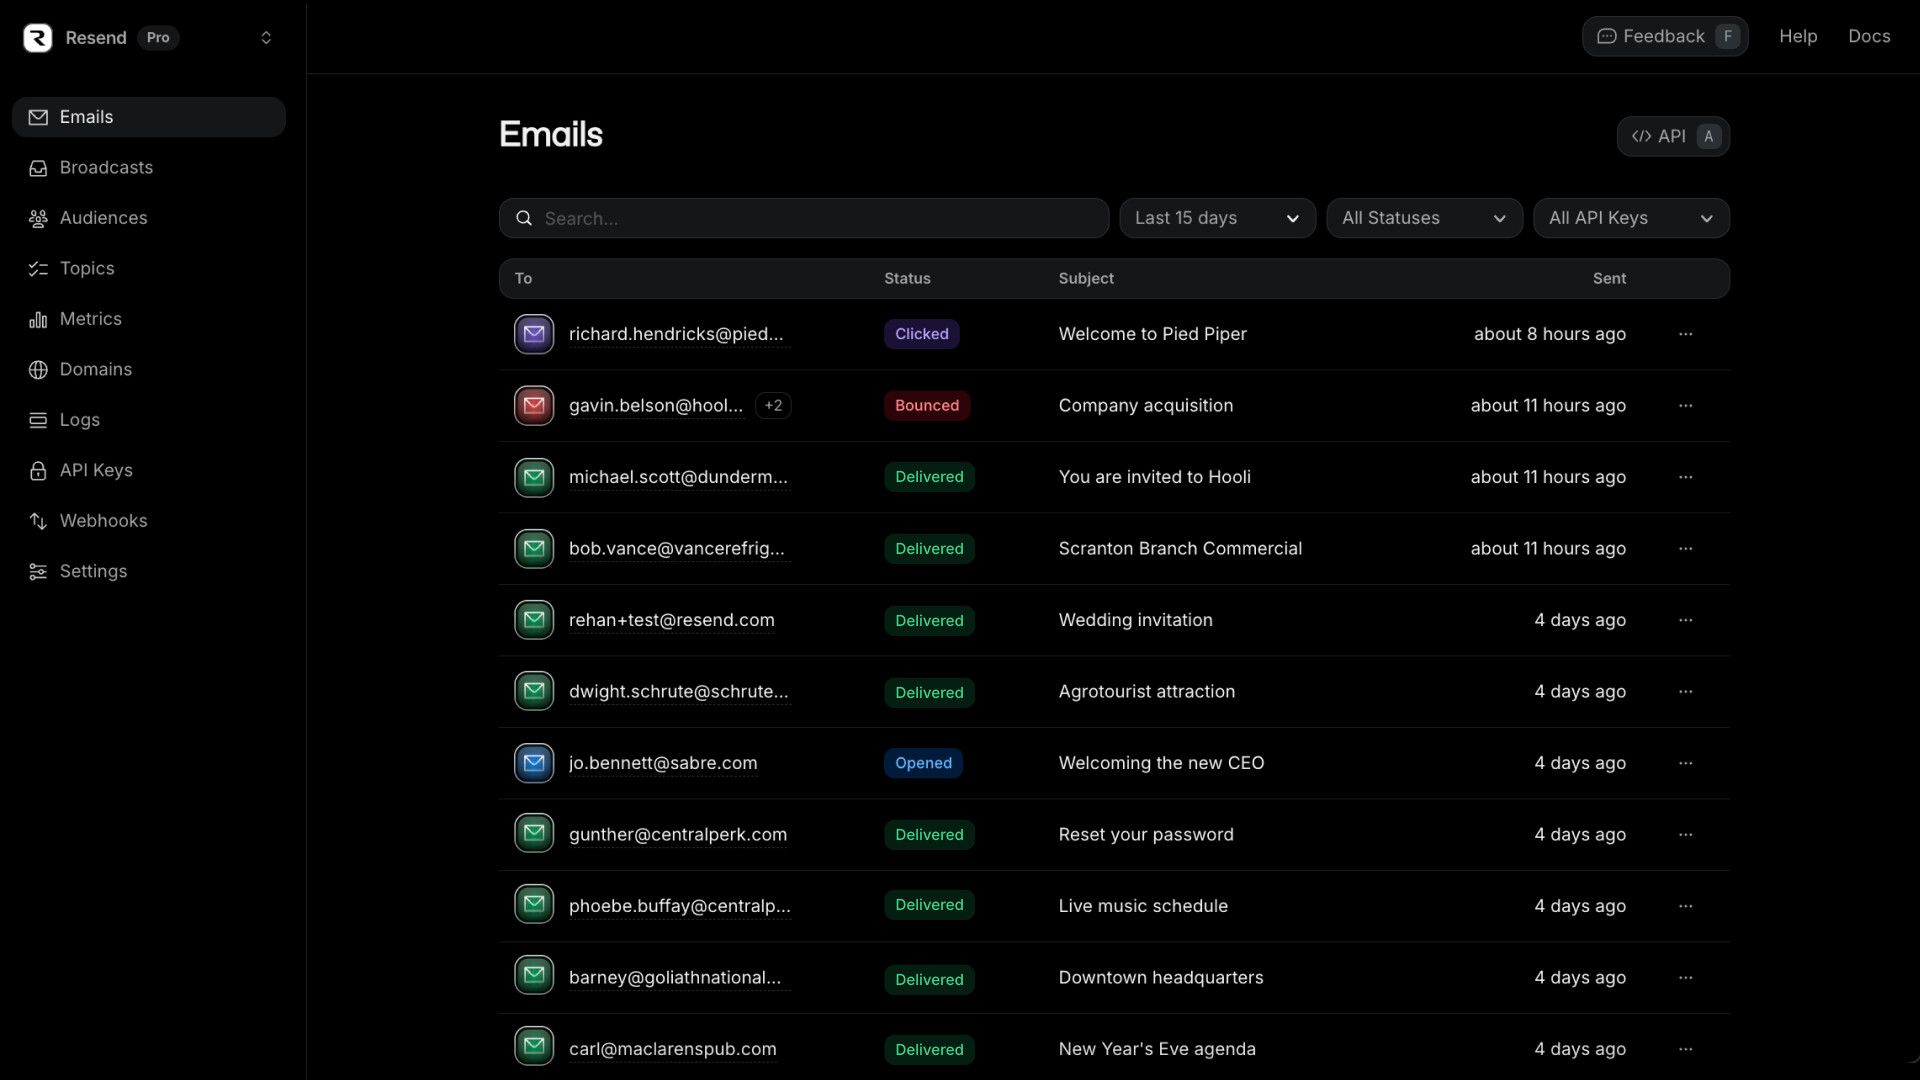 Resend Pro
Feedback F Help Docs
Emails
Broadcasts
Audiences
Topics
Metrics
Domains
Logs
API Keys
Webhooks
Settings
Emails
</> API A
Search... Last 15 days All Statuses All API Keys
To Status Subject Sent
richard.hendricks@pied... Clicked Welcome to Pied Piper about 8 hours ago
gavin.belson@hool... +2 Bounced Company acquisition about 11 hours ago
michael.scott@dunderm... Delivered You are invited to Hooli about 11 hours ago
bob.vance@vancerefrig... Delivered Scranton Branch Commercial about 11 hours ago
rehan+test@resend.com Delivered Wedding invitation 4 days ago
dwight.schrute@schrute... Delivered Agrotourist attraction 4 days ago
jo.bennett@sabre.com Opened Welcoming the new CEO 4 days ago
gunther@centralperk.com Delivered Reset your password 4 days ago
phoebe.buffay@centralp... Delivered Live music schedule 4 days ago
barney@goliathnational... Delivered Downtown headquarters 4 days ago
carl@maclarenspub.com Delivered New Year's Eve agenda 4 days ago